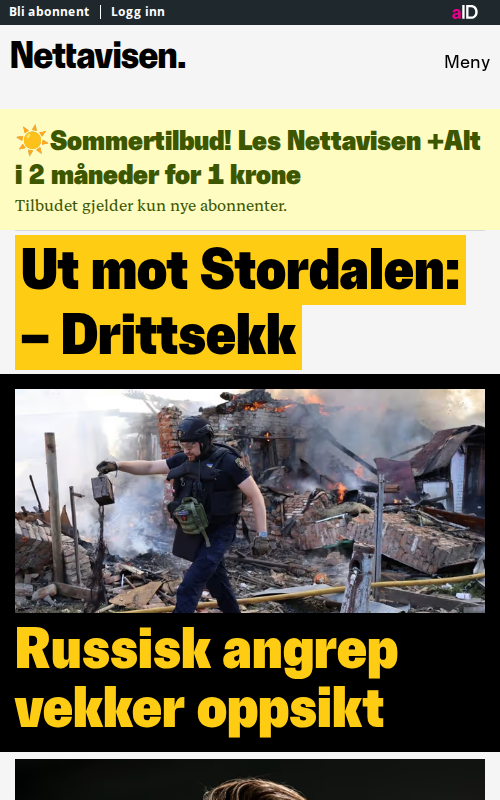 Bli abonnent | Logg inn
aID
Nettavisen.
Meny
☀️Sommertilbud! Les Nettavisen +Alt
i 2 måneder for 1 krone
Tilbudet gjelder kun nye abonnenter.
Ut mot Stordalen:
– Drittsekk
Russisk angrep
vekker oppsikt